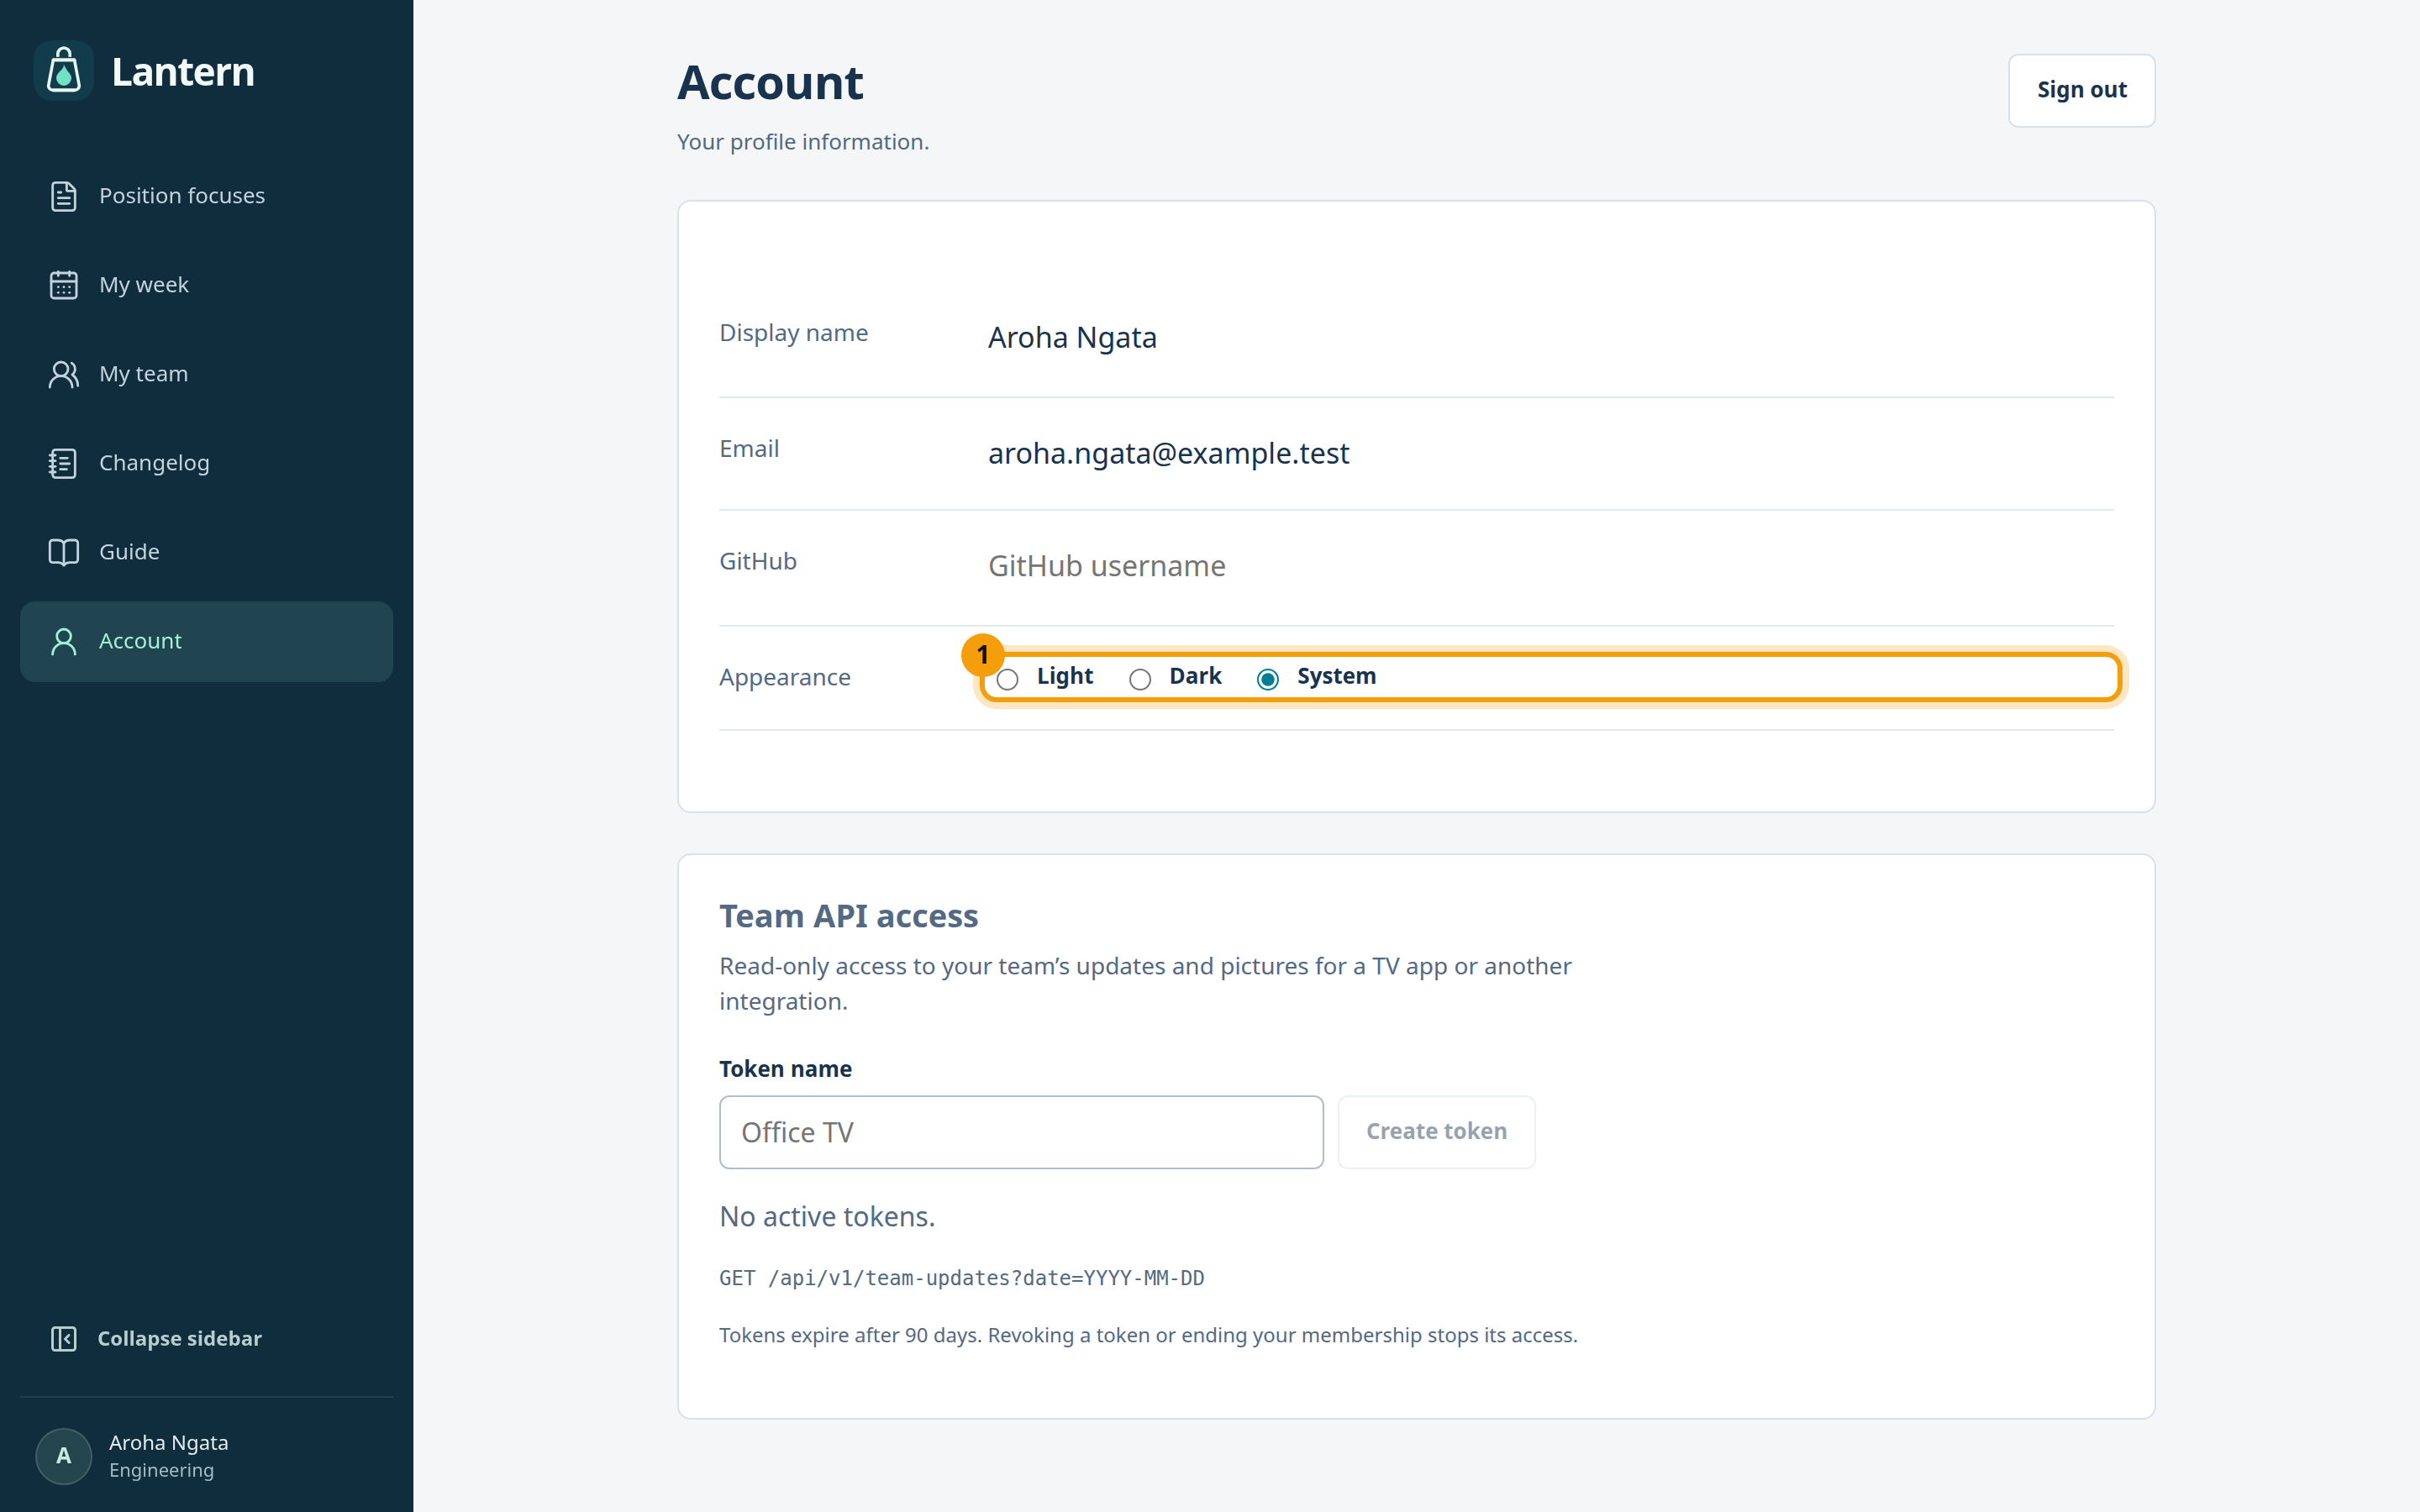 Lantern
Position focuses
My week
My team
Changelog
Guide
Account
Collapse sidebar
A
Aroha Ngata
Engineering
Account
Your profile information.
Sign out
Display name
Aroha Ngata
Email
aroha.ngata@example.test
GitHub
GitHub username
Appearance
1
Light
Dark
System
Team API access
Read-only access to your team’s updates and pictures for a TV app or another
integration.
Token name
Office TV
Create token
No active tokens.
GET /api/v1/team-updates?date=YYYY-MM-DD
Tokens expire after 90 days. Revoking a token or ending your membership stops its access.